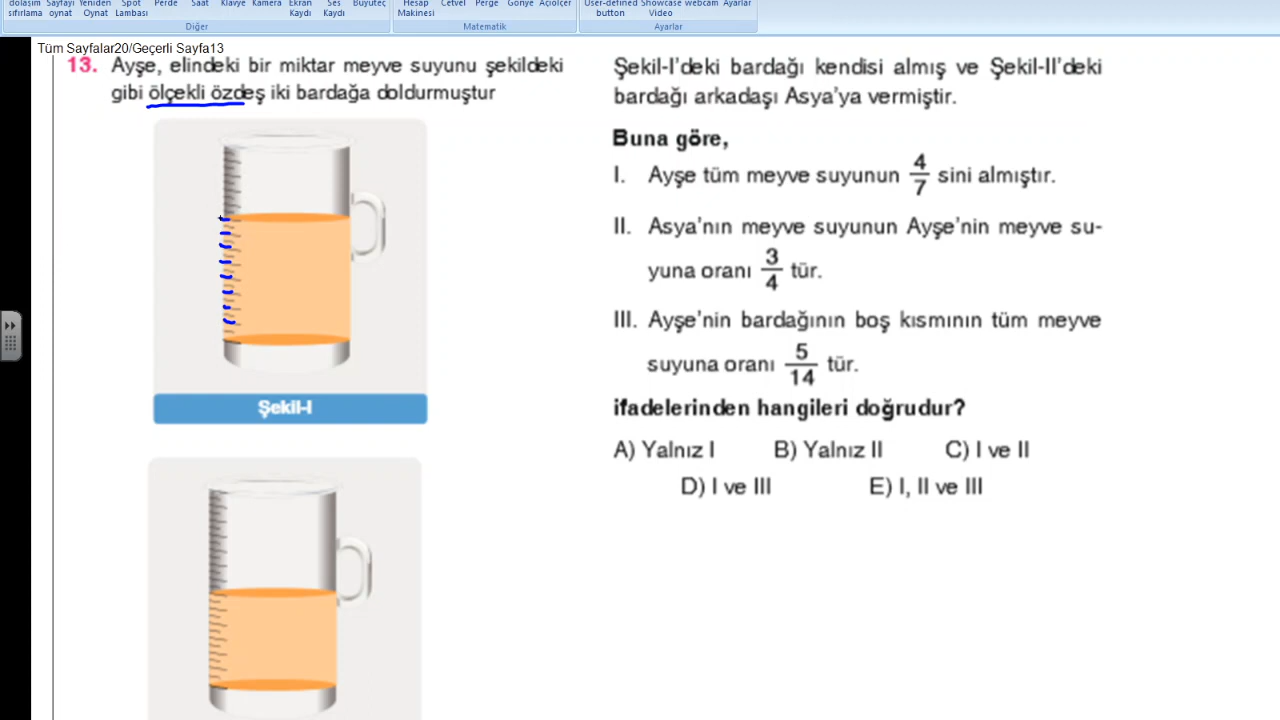 dolaşım sıfırlama
Sayfayı oynat
Yeniden Oynat
Spot Lambası
Perde
Saat
Klavye
Kamera
Ekran Kaydı
Ses Kaydı
Büyüteç
Hesap Makinesi
Cetvel
Perge
Gönye
Açıölçer
User-defined button
Showcase Video
webcam
Ayarlar
Diğer
Matematik
Ayarlar
Tüm Sayfalar20/Geçerli Sayfa13
13. Ayşe, elindeki bir miktar meyve suyunu şekildeki
gibi ölçekli özdeş iki bardağa doldurmuştur
Şekil-I
Şekil-I'deki bardağı kendisi almış ve Şekil-II'deki
bardağı arkadaşı Asya'ya vermiştir.
Buna göre,
I. Ayşe tüm meyve suyunun 4/7 sini almıştır.
II. Asya'nın meyve suyunun Ayşe'nin meyve su-
yuna oranı 3/4 tür.
III. Ayşe'nin bardağının boş kısmının tüm meyve
suyuna oranı 5/14 tür.
ifadelerinden hangileri doğrudur?
A) Yalnız I B) Yalnız II C) I ve II
D) I ve III E) I, II ve III